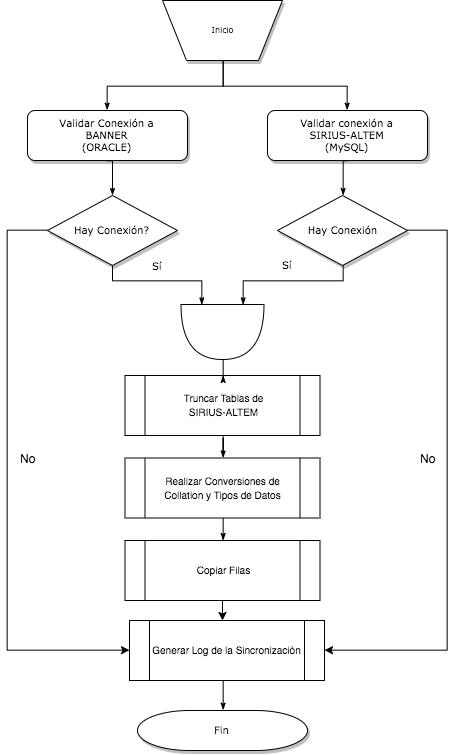 Inicio
Validar Conexión a
BANNER
(ORACLE)
Validar conexión a
SIRIUS-ALTEM
(MySQL)
Hay Conexión?
Hay Conexión
Sí
Sí
Truncar Tablas de
SIRIUS-ALTEM
No
No
Realizar Conversiones de
Collation y Tipos de Datos
Copiar Filas
Generar Log de la Sincronización
Fin